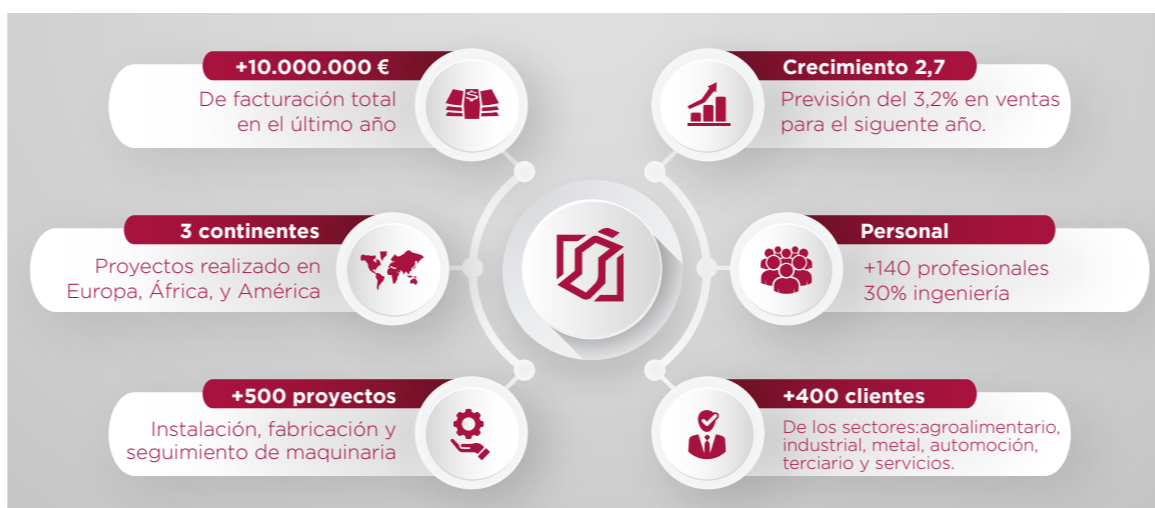 +10.000.000 €
De facturación total
en el último año
3 continentes
Proyectos realizado en
Europa, África, y América
+500 proyectos
Instalación, fabricación y
seguimiento de maquinaria
Crecimiento 2,7
Previsión del 3,2% en ventas
para el siguente año.
Personal
+140 profesionales
30% ingeniería
+400 clientes
De los sectores:agroalimentario,
industrial, metal, automoción,
terciario y servicios.